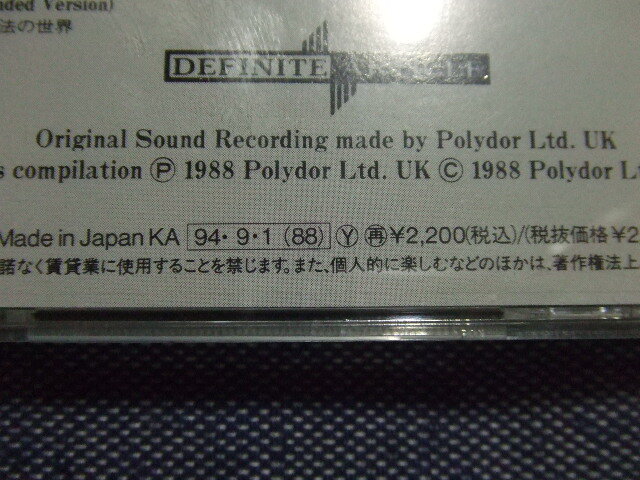 nded Version)
法の世界
DEFINITE
Original Sound Recording made by Polydor Ltd. UK
s compilation Ⓟ 1988 Polydor Ltd. UK © 1988 Polydor Lt
Made in Japan KA 94・9・1 (88) Ⓨ ㊢¥2,200(税込)/(税抜価格¥2
諾なく賃貸業に使用することを禁じます。また、個人的に楽しむなどのほかは、著作権法上